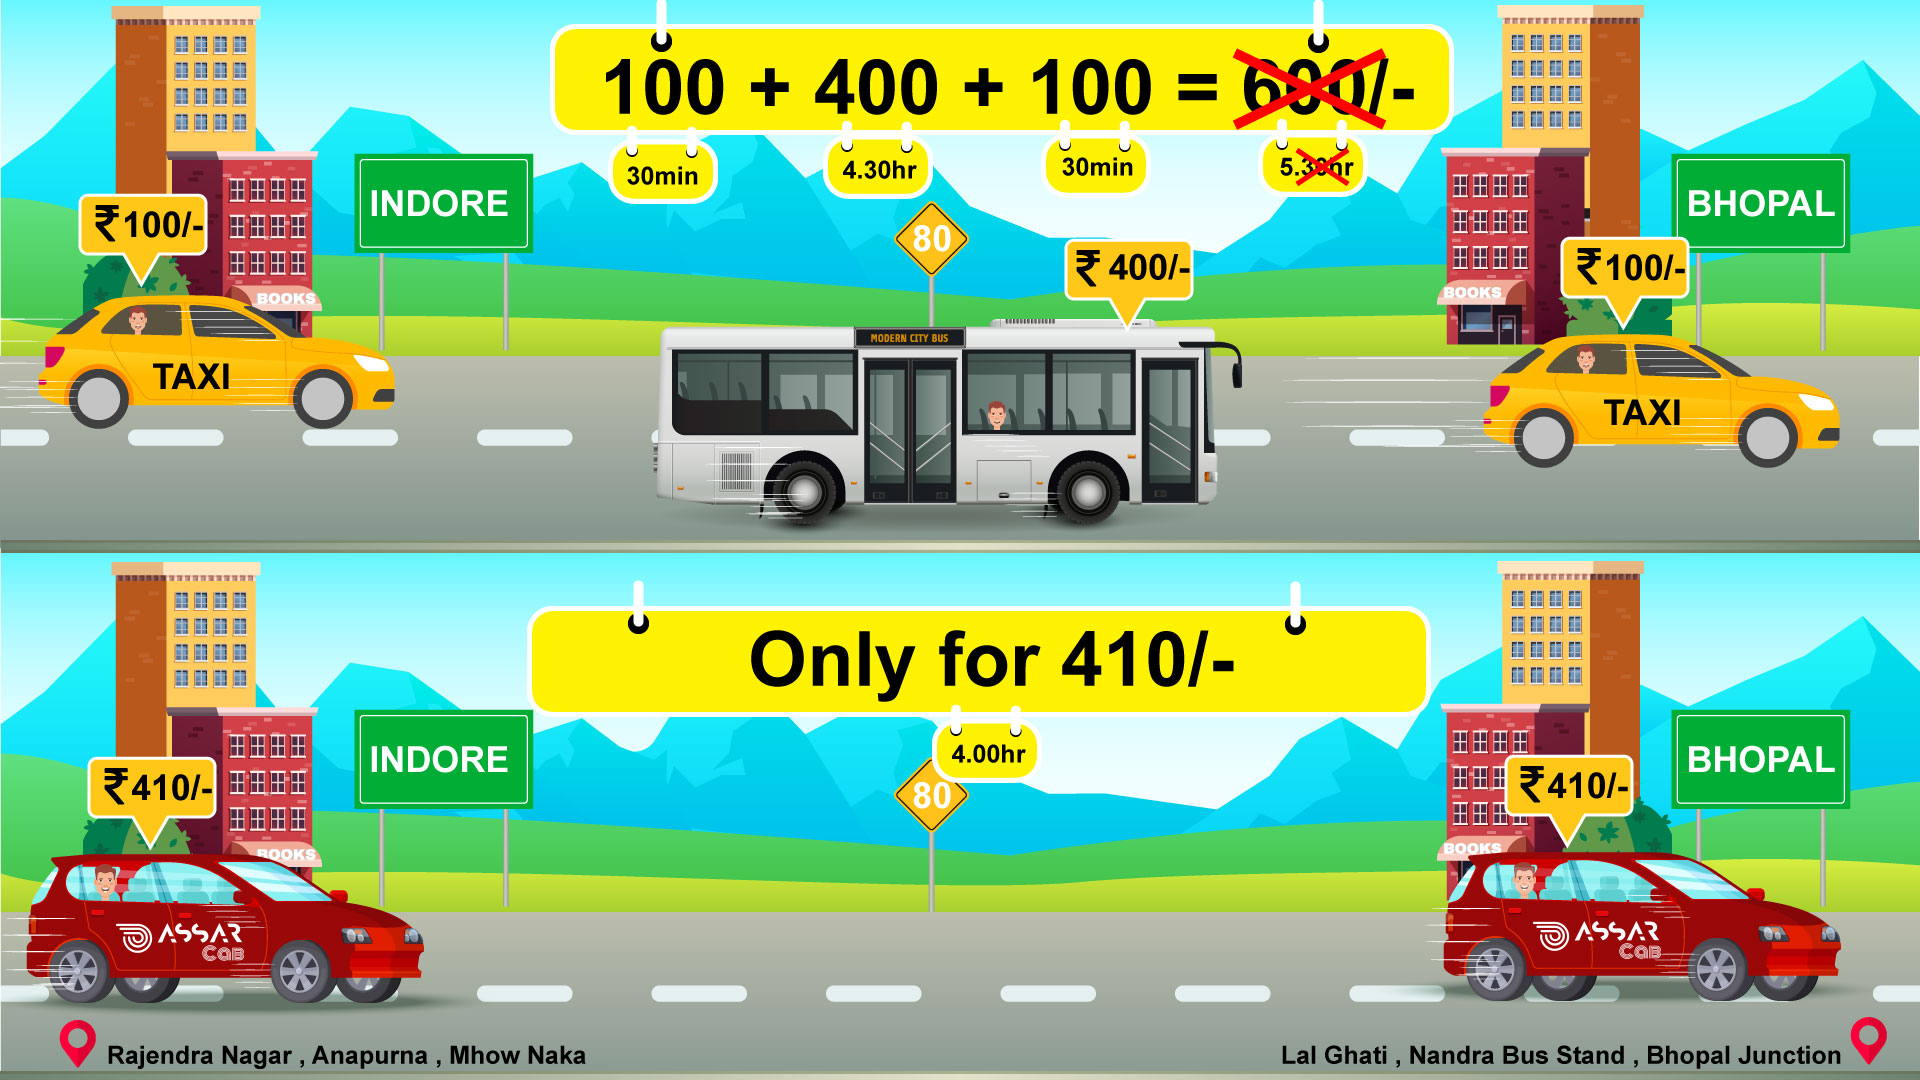 100 + 400 + 100 = 600/-
30min
4.30hr
30min
5.30hr
INDORE
BHOPAL
₹100/-
80
₹ 400/-
₹100/-
BOOKS
BOOKS
MODERN CITY BUS
TAXI
TAXI
Only for 410/-
4.00hr
INDORE
BHOPAL
₹410/-
80
₹410/-
BOOKS
BOOKS
ASSAR
CaB
ASSAR
CaB
Rajendra Nagar , Anapurna , Mhow Naka
Lal Ghati , Nandra Bus Stand , Bhopal Junction